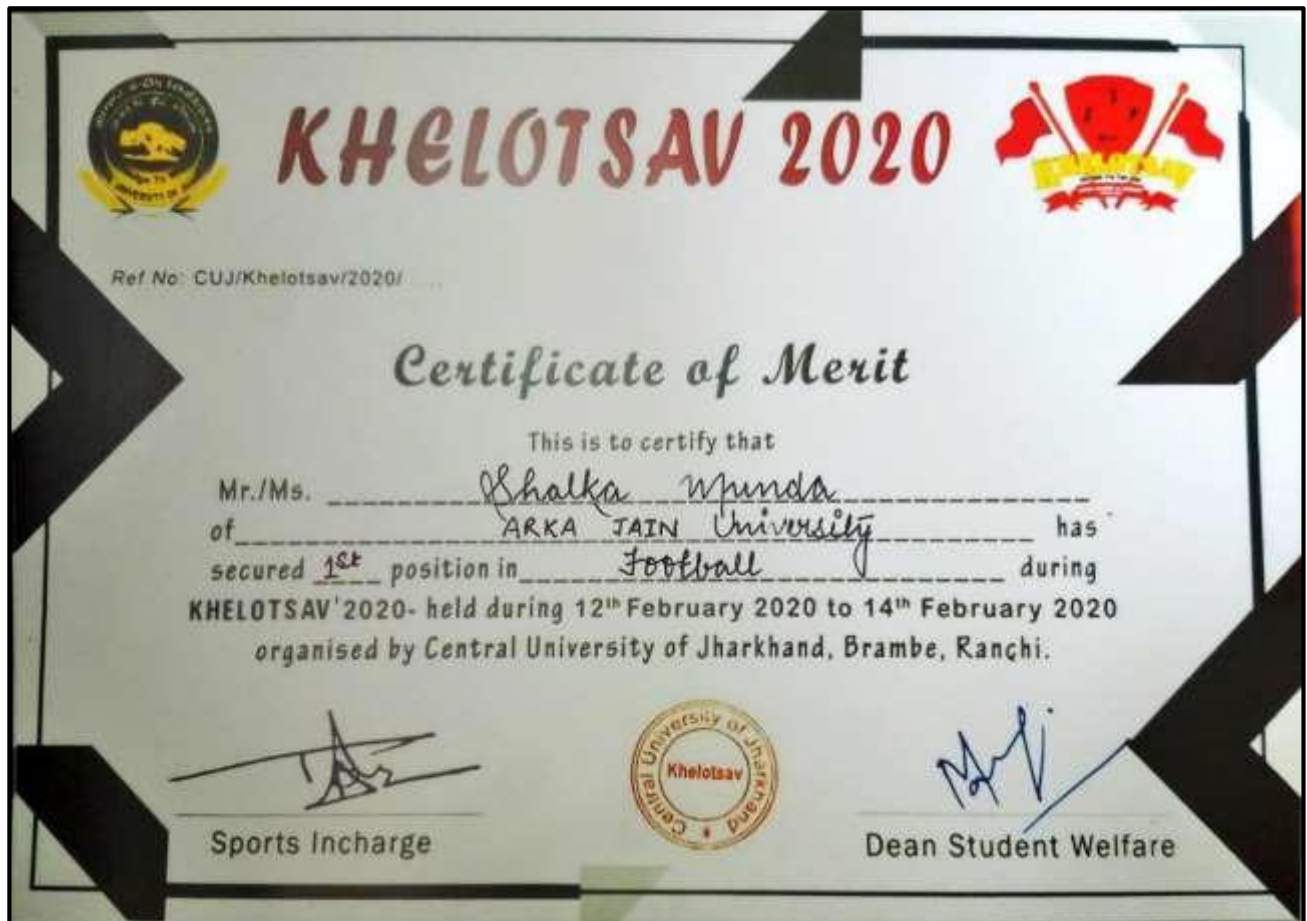 KHELOTSAV 2020
KHELOTSAV
Ref No: CUJ/Khelotsav/2020/ ....
Certificate of Merit
This is to certify that
Mr./Ms. Shalka Munda
of ARKA JAIN University has
secured 1st position in Football during
KHELOTSAV'2020- held during 12th February 2020 to 14th February 2020
organised by Central University of Jharkhand, Brambe, Ranchi.
Central University of Jharkhand
Khelotsav
Sports Incharge
Dean Student Welfare